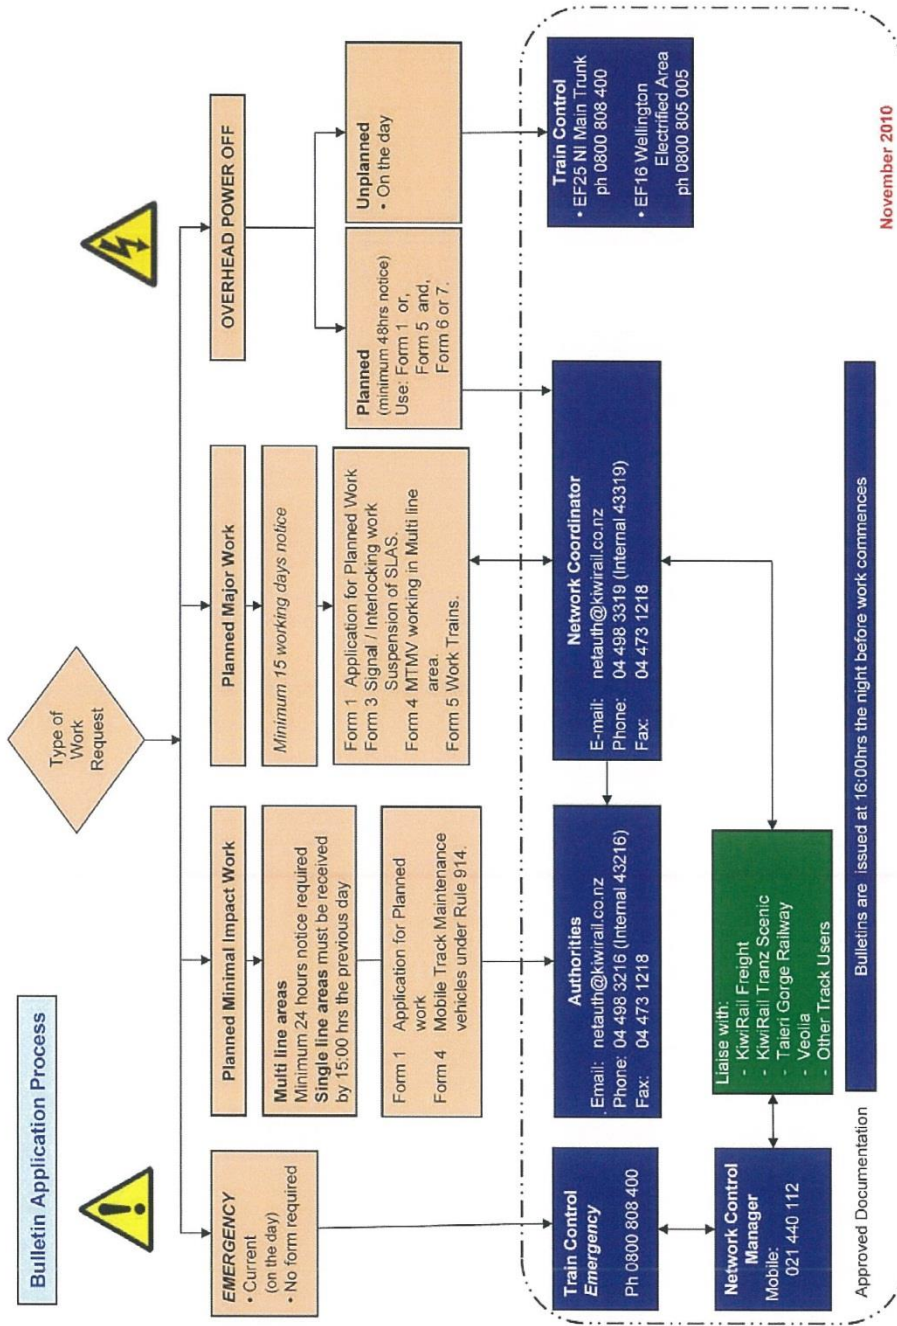 Bulletin Application Process
Type of
Work
Request
EMERGENCY
• Current
(on the day)
• No form required
Planned Minimal Impact Work
Multi line areas
Minimum 24 hours notice required
Single line areas must be received
by 15:00 hrs the previous day
Form 1 Application for Planned
work
Form 4 Mobile Track Maintenance
vehicles under Rule 914.
Planned Major Work
Minimum 15 working days notice
Form 1 Application for Planned Work
Form 3 Signal / Interlocking work
Suspension of SLAS.
Form 4 MTMV working in Multi line
area.
Form 5 Work Trains.
OVERHEAD POWER OFF
Planned
(minimum 48hrs notice)
Use: Form 1 or,
Form 5 and,
Form 6 or 7.
Unplanned
• On the day
Train Control
Emergency
Ph 0800 808 400
Authorities
. Email: netauth@kiwirail.co.nz
Phone: 04 498 3216 (Internal 43216)
Fax: 04 473 1218
Network Coordinator
E-mail: netauth@kiwirail.co.nz
Phone: 04 498 3319 (Internal 43319)
Fax: 04 473 1218
Train Control
• EF25 NI Main Trunk
ph 0800 808 400
• EF16 Wellington
Electrified Area
ph 0800 805 005
Network Control
Manager
Mobile:
021 440 112
Liaise with:
- KiwiRail Freight
- KiwiRail Tranz Scenic
- Taieri Gorge Railway
- Veolia
- Other Track Users
Approved Documentation
Bulletins are issued at 16:00hrs the night before work commences
November 2010